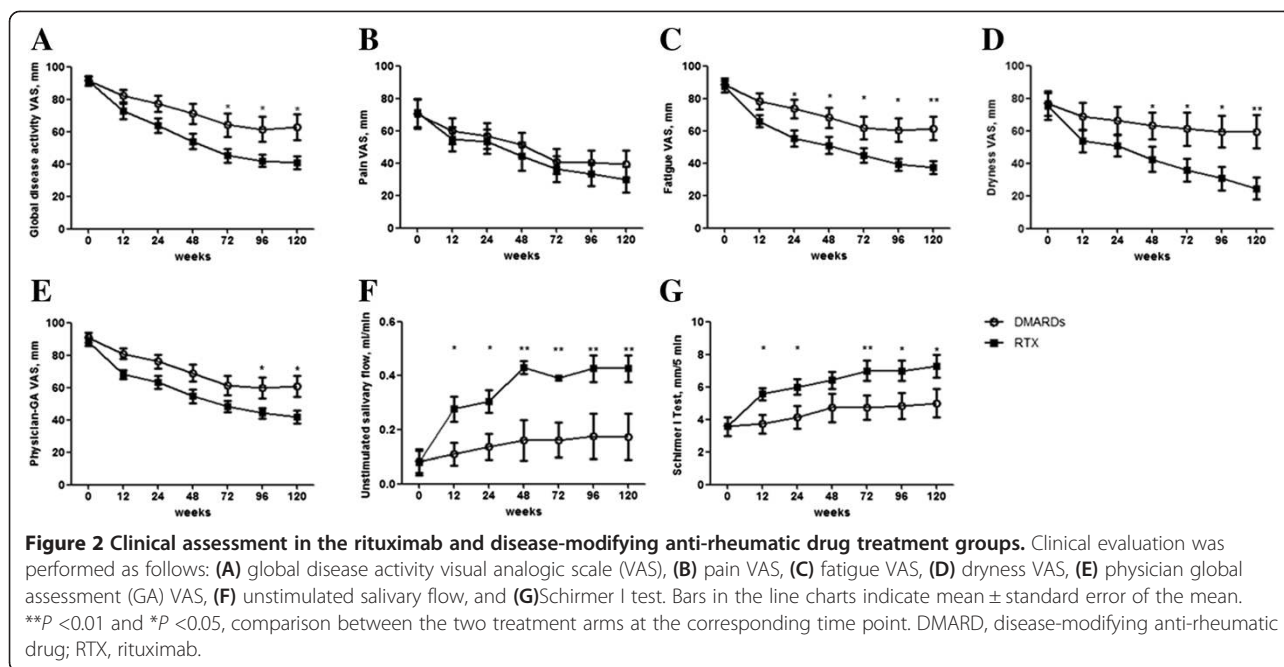 A
B
C
D
Global disease activity VAS, mm
100
80
60
40
20
0
* * *
0 12 24 48 72 96 120
weeks
Pain VAS, mm
100
80
60
40
20
0
0 12 24 48 72 96 120
weeks
Fatigue VAS, mm
100
80
60
40
20
0
* * * * **
0 12 24 48 72 96 120
weeks
Dryness VAS, mm
100
80
60
40
20
0
* * * **
0 12 24 48 72 96 120
weeks
E
F
G
Physician-GA VAS, mm
100
80
60
40
20
0
* *
0 12 24 48 72 96 120
weeks
Unstimulated salivary flow, ml/min
0.6
0.4
0.2
0.0
* * ** ** ** **
0 12 24 48 72 96 120
weeks
Schirmer I Test, mm/5 min
10
8
6
4
2
0
* * ** * *
0 12 24 48 72 96 120
weeks
DMARDs
RTX
Figure 2 Clinical assessment in the rituximab and disease-modifying anti-rheumatic drug treatment groups. Clinical evaluation was
performed as follows: (A) global disease activity visual analogic scale (VAS), (B) pain VAS, (C) fatigue VAS, (D) dryness VAS, (E) physician global
assessment (GA) VAS, (F) unstimulated salivary flow, and (G)Schirmer I test. Bars in the line charts indicate mean ± standard error of the mean.
**P <0.01 and *P <0.05, comparison between the two treatment arms at the corresponding time point. DMARD, disease-modifying anti-rheumatic
drug; RTX, rituximab.